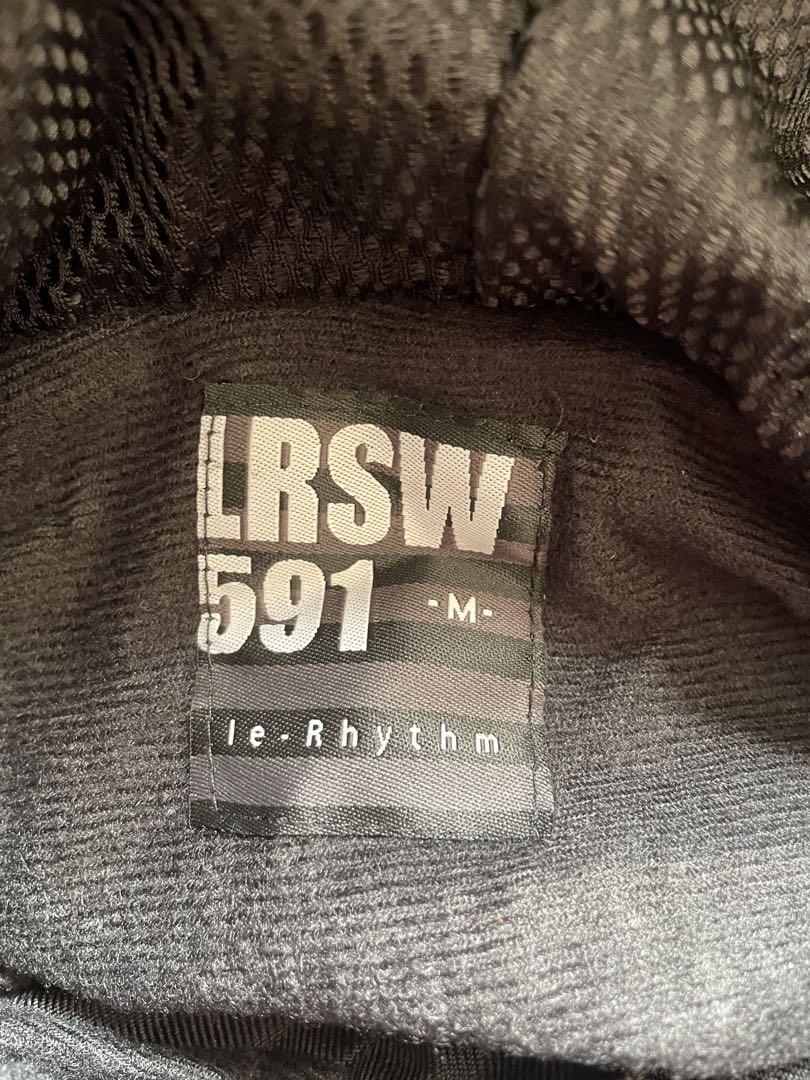 LRSW
591 -M-
le-Rhythm